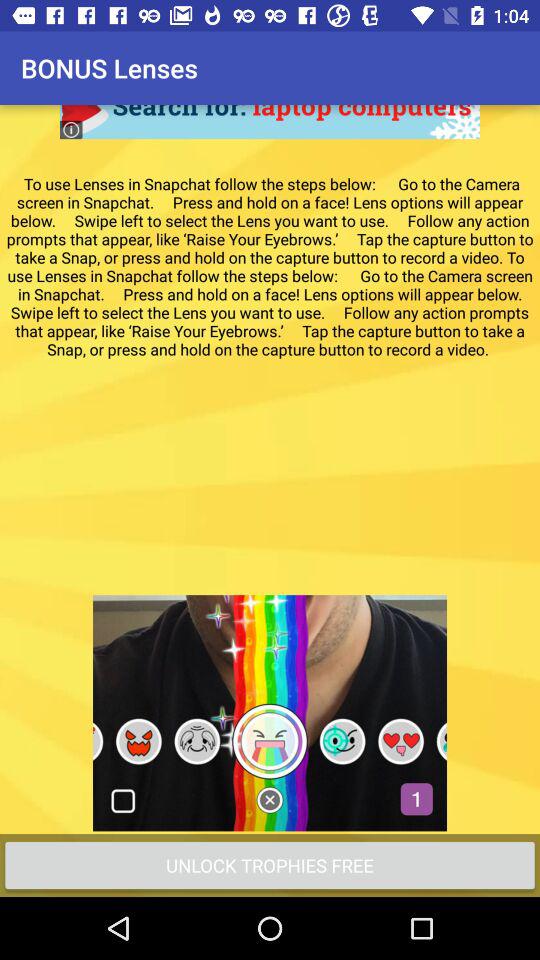 1:04
BONUS Lenses
Search for: laptop computers
To use Lenses in Snapchat follow the steps below: Go to the Camera
screen in Snapchat. Press and hold on a face! Lens options will appear
below. Swipe left to select the Lens you want to use. Follow any action
prompts that appear, like ‘Raise Your Eyebrows.’ Tap the capture button to
take a Snap, or press and hold on the capture button to record a video. To
use Lenses in Snapchat follow the steps below: Go to the Camera screen
in Snapchat. Press and hold on a face! Lens options will appear below.
Swipe left to select the Lens you want to use. Follow any action prompts
that appear, like ‘Raise Your Eyebrows.’ Tap the capture button to take a
Snap, or press and hold on the capture button to record a video.
1
UNLOCK TROPHIES FREE